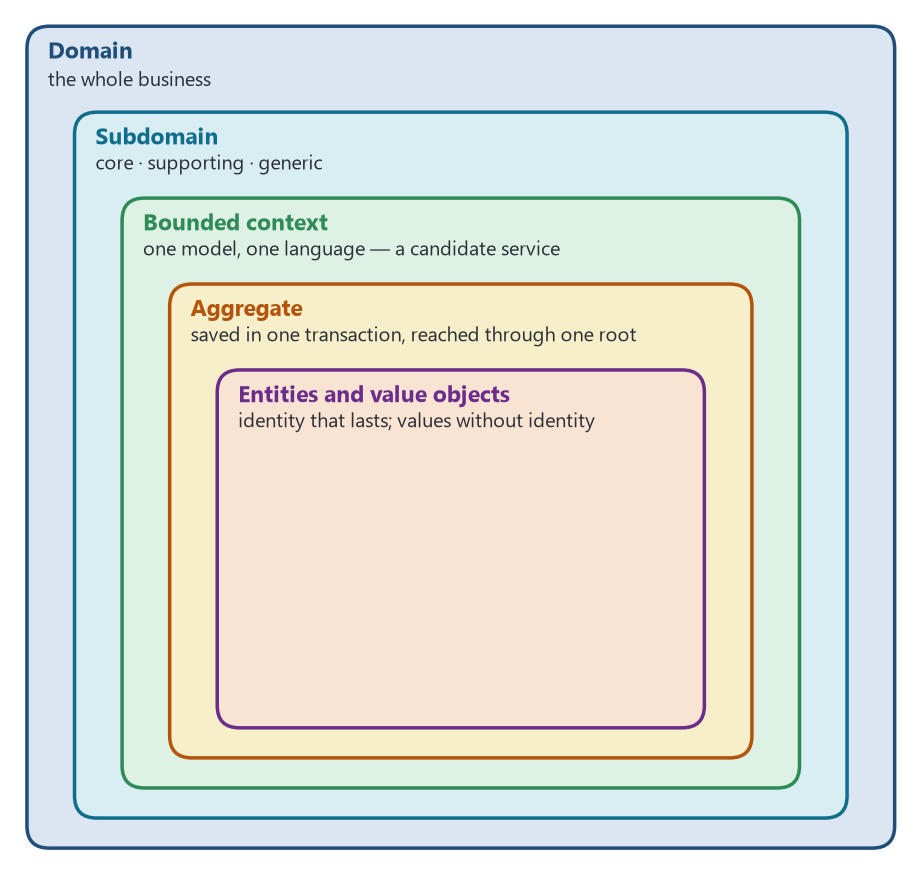 Domain
the whole business
Subdomain
core · supporting · generic
Bounded context
one model, one language — a candidate service
Aggregate
saved in one transaction, reached through one root
Entities and value objects
identity that lasts; values without identity